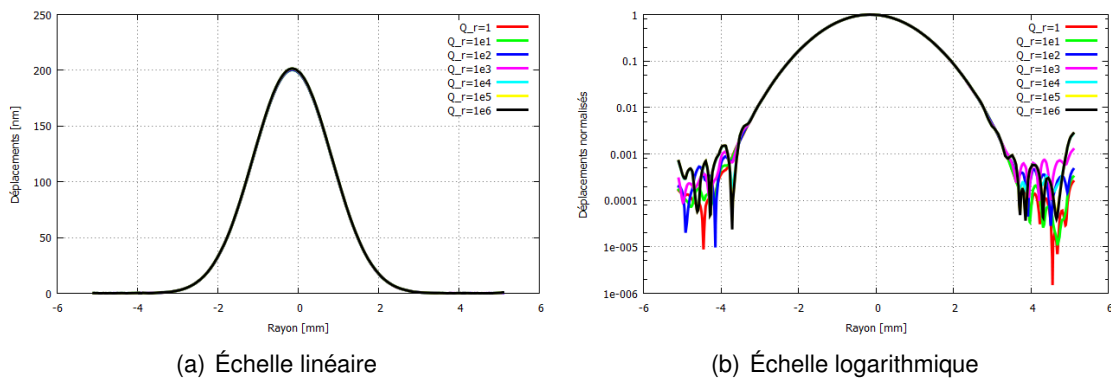 250
200
150
100
50
0
Déplacements [nm]
-6
-4
-2
0
2
4
6
Rayon [mm]
Q_r=1
Q_r=1e1
Q_r=1e2
Q_r=1e3
Q_r=1e4
Q_r=1e5
Q_r=1e6
(a) Échelle linéaire
1
0.1
0.01
0.001
0.0001
1e-005
1e-006
Déplacements normalisés
-6
-4
-2
0
2
4
6
Rayon [mm]
Q_r=1
Q_r=1e1
Q_r=1e2
Q_r=1e3
Q_r=1e4
Q_r=1e5
Q_r=1e6
(b) Échelle logarithmique